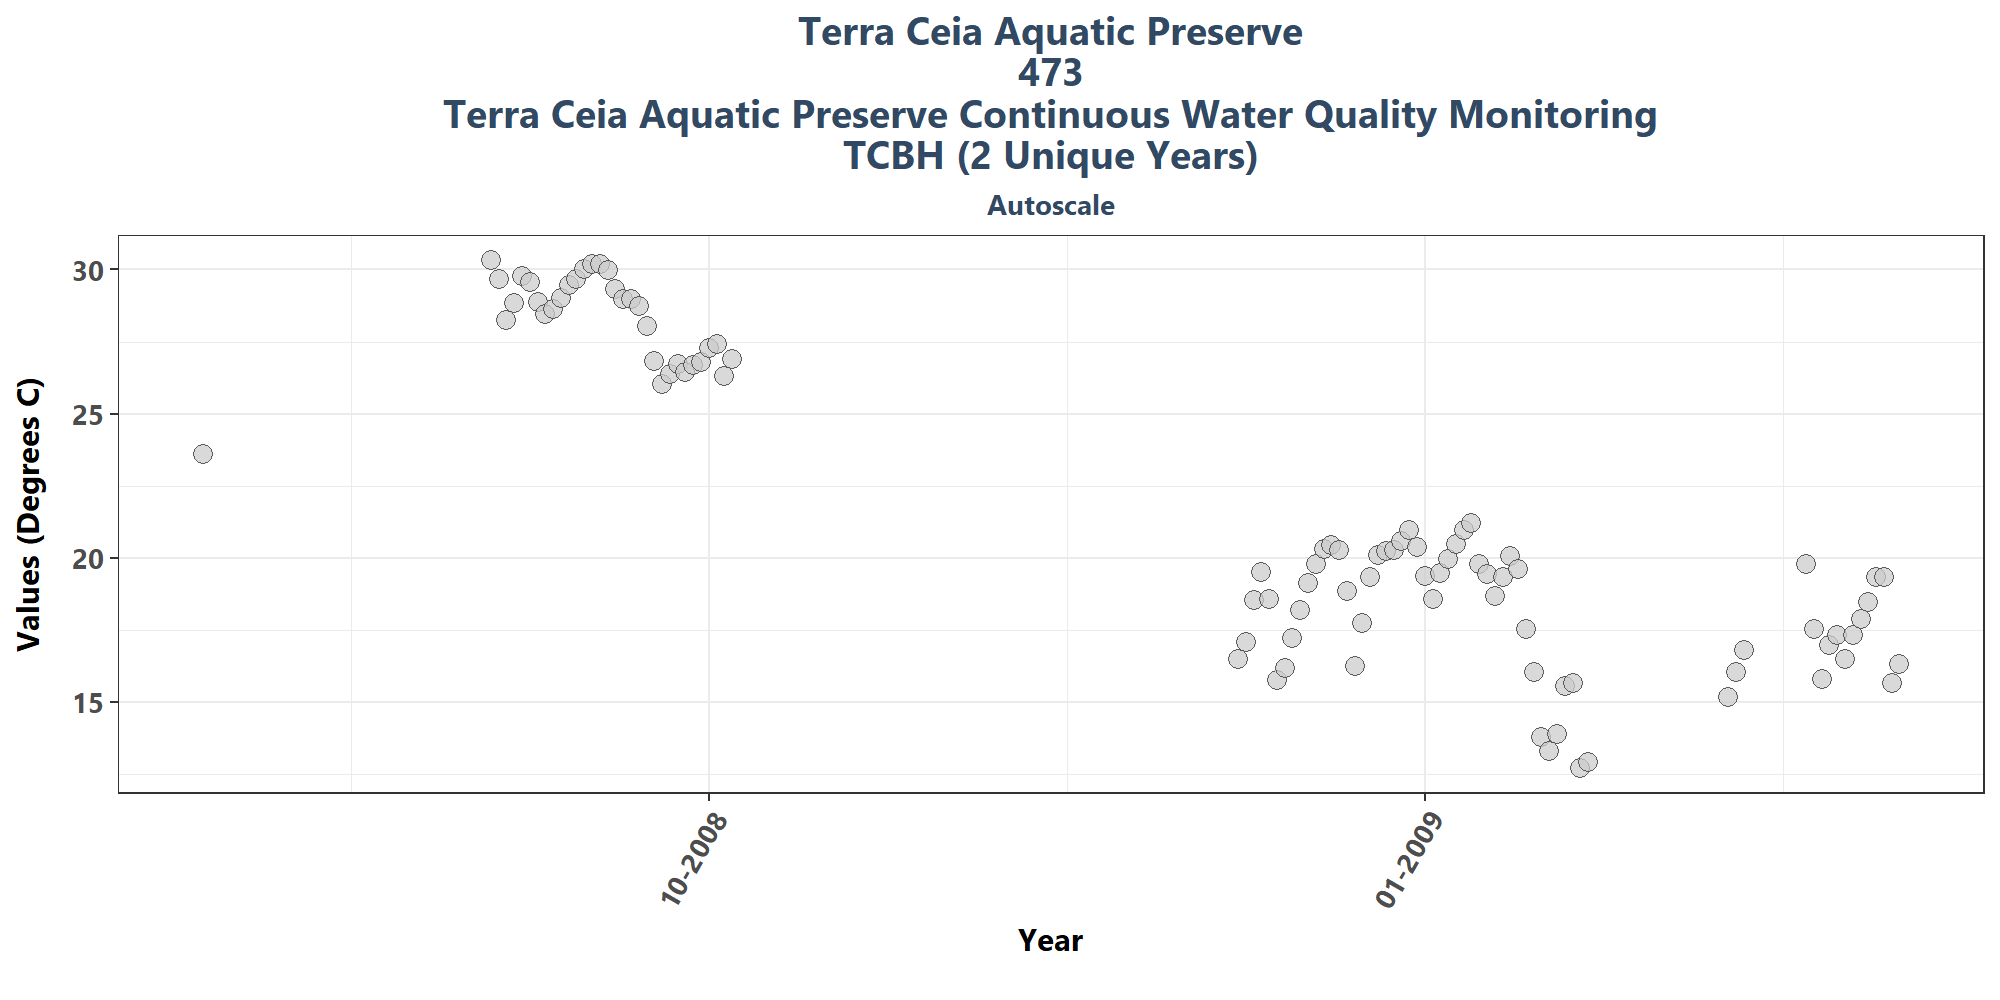 Terra Ceia Aquatic Preserve
473
Terra Ceia Aquatic Preserve Continuous Water Quality Monitoring
TCBH (2 Unique Years)
Autoscale
Values (Degrees C)
30
25
20
15
10-2008
01-2009
Year